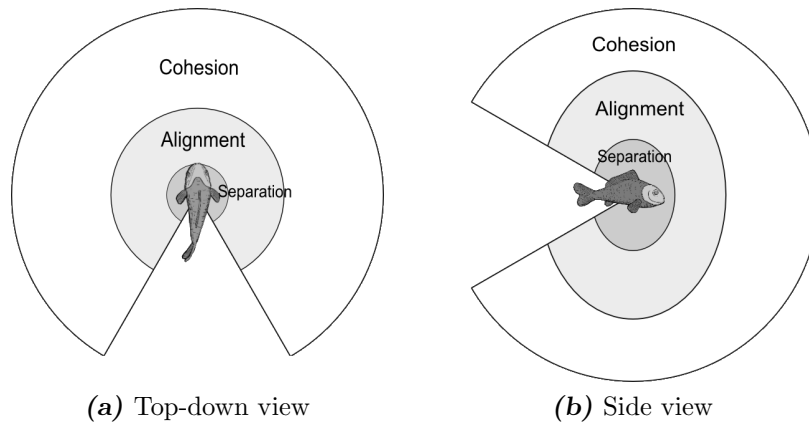 Cohesion
Alignment
Separation
(a) Top-down view
Cohesion
Alignment
Separation
(b) Side view